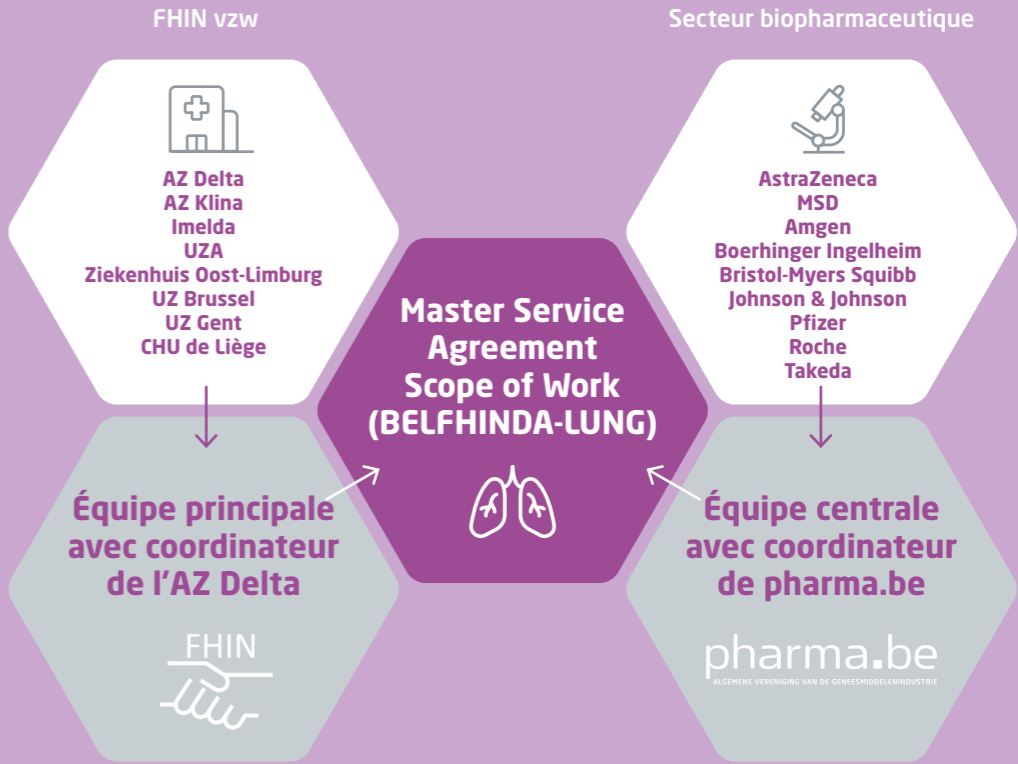 FHIN vzw
AZ Delta
AZ Klina
Imelda
UZA
Ziekenhuis Oost-Limburg
UZ Brussel
UZ Gent
CHU de Liège
Secteur biopharmaceutique
AstraZeneca
MSD
Amgen
Boerhinger Ingelheim
Bristol-Myers Squibb
Johnson & Johnson
Pfizer
Roche
Takeda
Master Service
Agreement
Scope of Work
(BELFHINDA-LUNG)
Équipe principale
avec coordinateur
de l'AZ Delta
FHIN
Équipe centrale
avec coordinateur
de pharma.be
pharma.be
ALGEMENE VERENIGING VAN DE GENEESMIDDELENINDUSTRIE